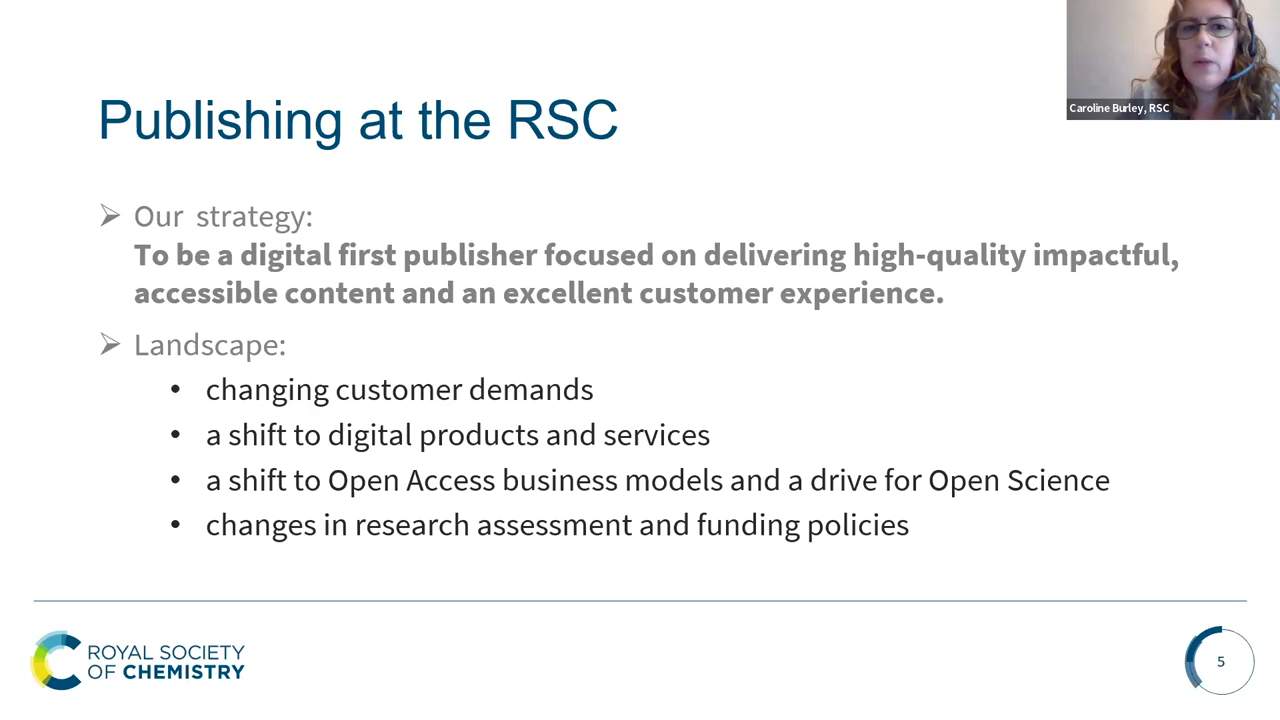 Caroline Burley, RSC
Publishing at the RSC
Our strategy:
To be a digital first publisher focused on delivering high-quality impactful,
accessible content and an excellent customer experience.
Landscape:
• changing customer demands
• a shift to digital products and services
• a shift to Open Access business models and a drive for Open Science
• changes in research assessment and funding policies
ROYAL SOCIETY
OF CHEMISTRY
5